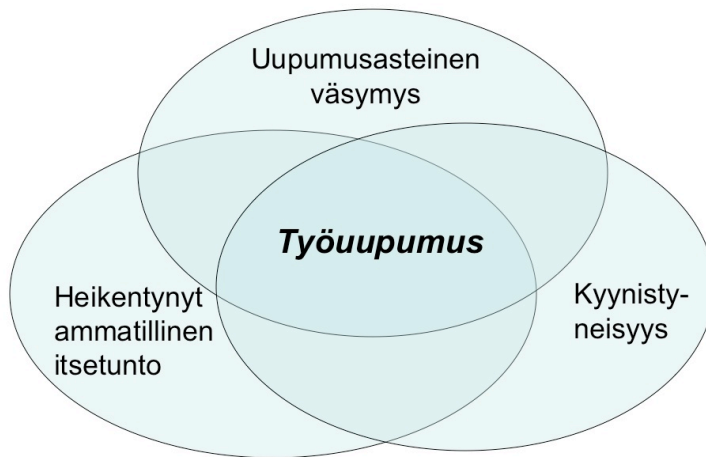 Uupumusasteinen
väsymys
Työuupumus
Heikentynyt
ammatillinen
itsetunto
Kyynisty-
neisyys